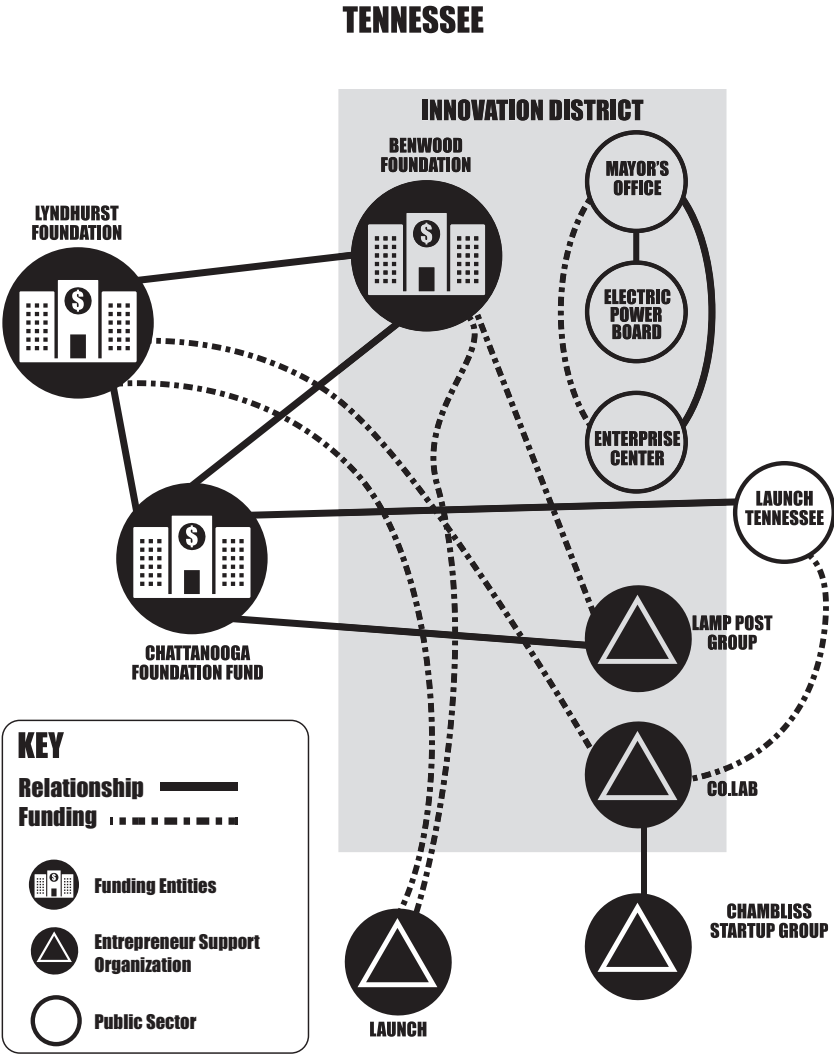 TENNESSEE
INNOVATION DISTRICT
BENWOOD
FOUNDATION
MAYOR'S
OFFICE
LYNDHURST
FOUNDATION
$
$
ELECTRIC
POWER
BOARD
ENTERPRISE
CENTER
LAUNCH
TENNESSEE
$
CHATTANOOGA
FOUNDATION FUND
LAMP POST
GROUP
CO.LAB
CHAMBLISS
STARTUP GROUP
LAUNCH
KEY
Relationship
Funding
$
Funding Entities
Entrepreneur Support
Organization
Public Sector